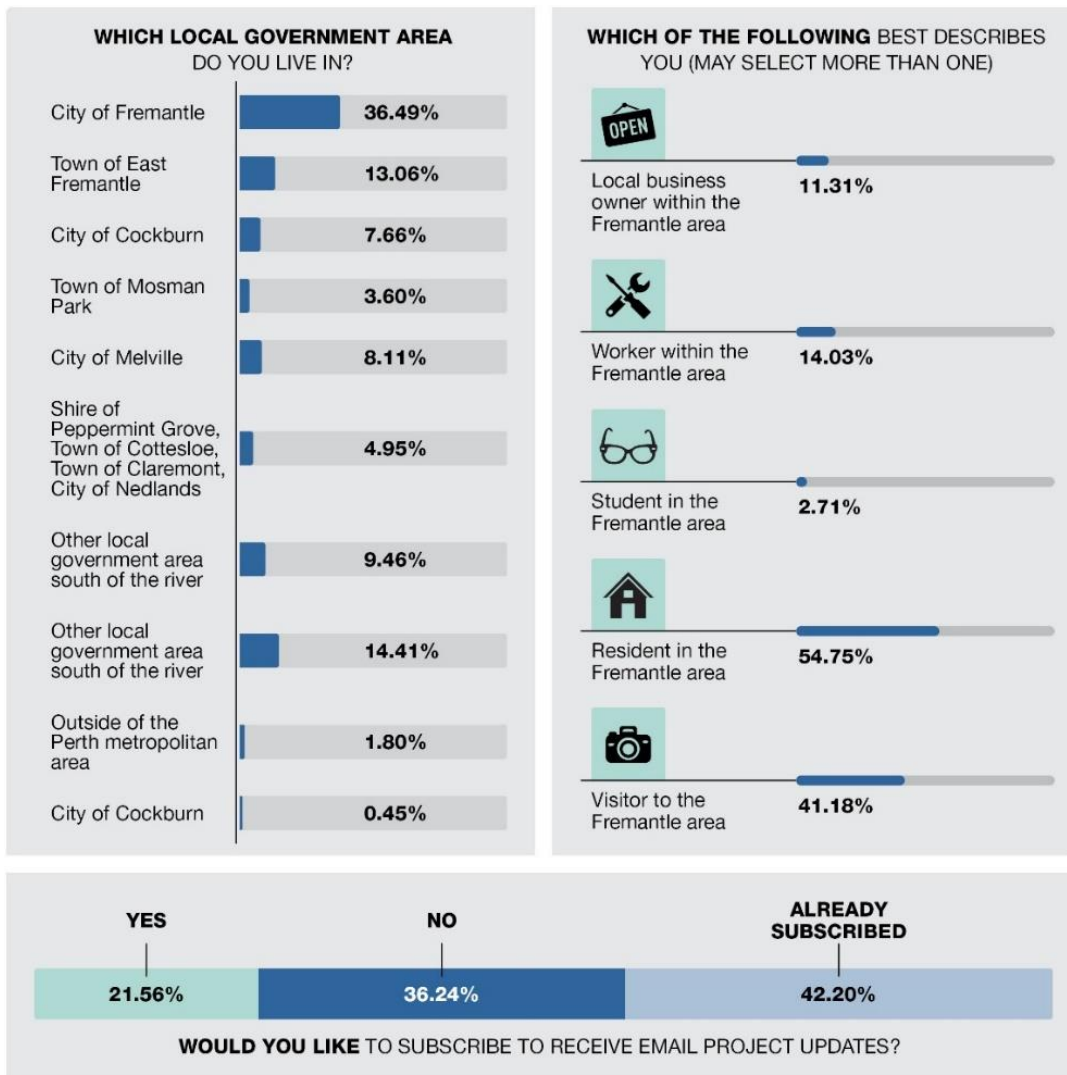 WHICH LOCAL GOVERNMENT AREA
DO YOU LIVE IN?
City of Fremantle
36.49%
Town of East
Fremantle
13.06%
City of Cockburn
7.66%
Town of Mosman
Park
3.60%
City of Melville
8.11%
Shire of
Peppermint Grove,
Town of Cottesloe,
Town of Claremont,
City of Nedlands
4.95%
Other local
government area
south of the river
9.46%
Other local
government area
south of the river
14.41%
Outside of the
Perth metropolitan
area
1.80%
City of Cockburn
0.45%
WHICH OF THE FOLLOWING BEST DESCRIBES
YOU (MAY SELECT MORE THAN ONE)
OPEN
Local business
owner within the
Fremantle area
11.31%
Worker within the
Fremantle area
14.03%
Student in the
Fremantle area
2.71%
Resident in the
Fremantle area
54.75%
Visitor to the
Fremantle area
41.18%
YES
NO
ALREADY
SUBSCRIBED
21.56%
36.24%
42.20%
WOULD YOU LIKE TO SUBSCRIBE TO RECEIVE EMAIL PROJECT UPDATES?